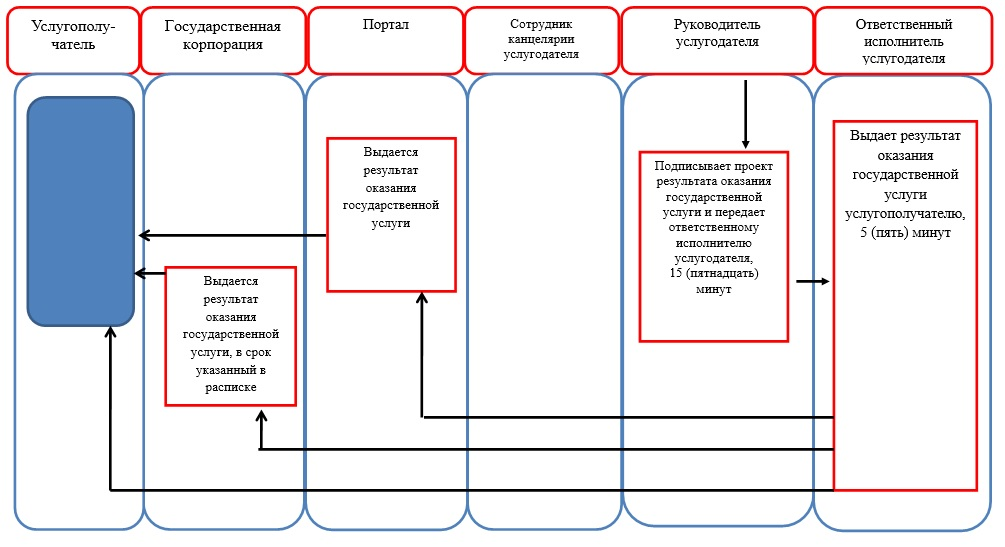 Услугополу-
чатель
Государственная
корпорация
Портал
Сотрудник
канцелярии
услугодателя
Руководитель
услугодателя
Ответственный
исполнитель
услугодателя
Выдается
результат
оказания
государственной
услуги
Выдается
результат
оказания
государственной
услуги, в срок
указанный в
расписке
Подписывает проект
результата оказания
государственной
услуги и передает
ответственному
исполнителю
услугодателя,
15 (пятнадцать)
минут
Выдает результат
оказания
государственной
услуги
услугополучателю,
5 (пять) минут